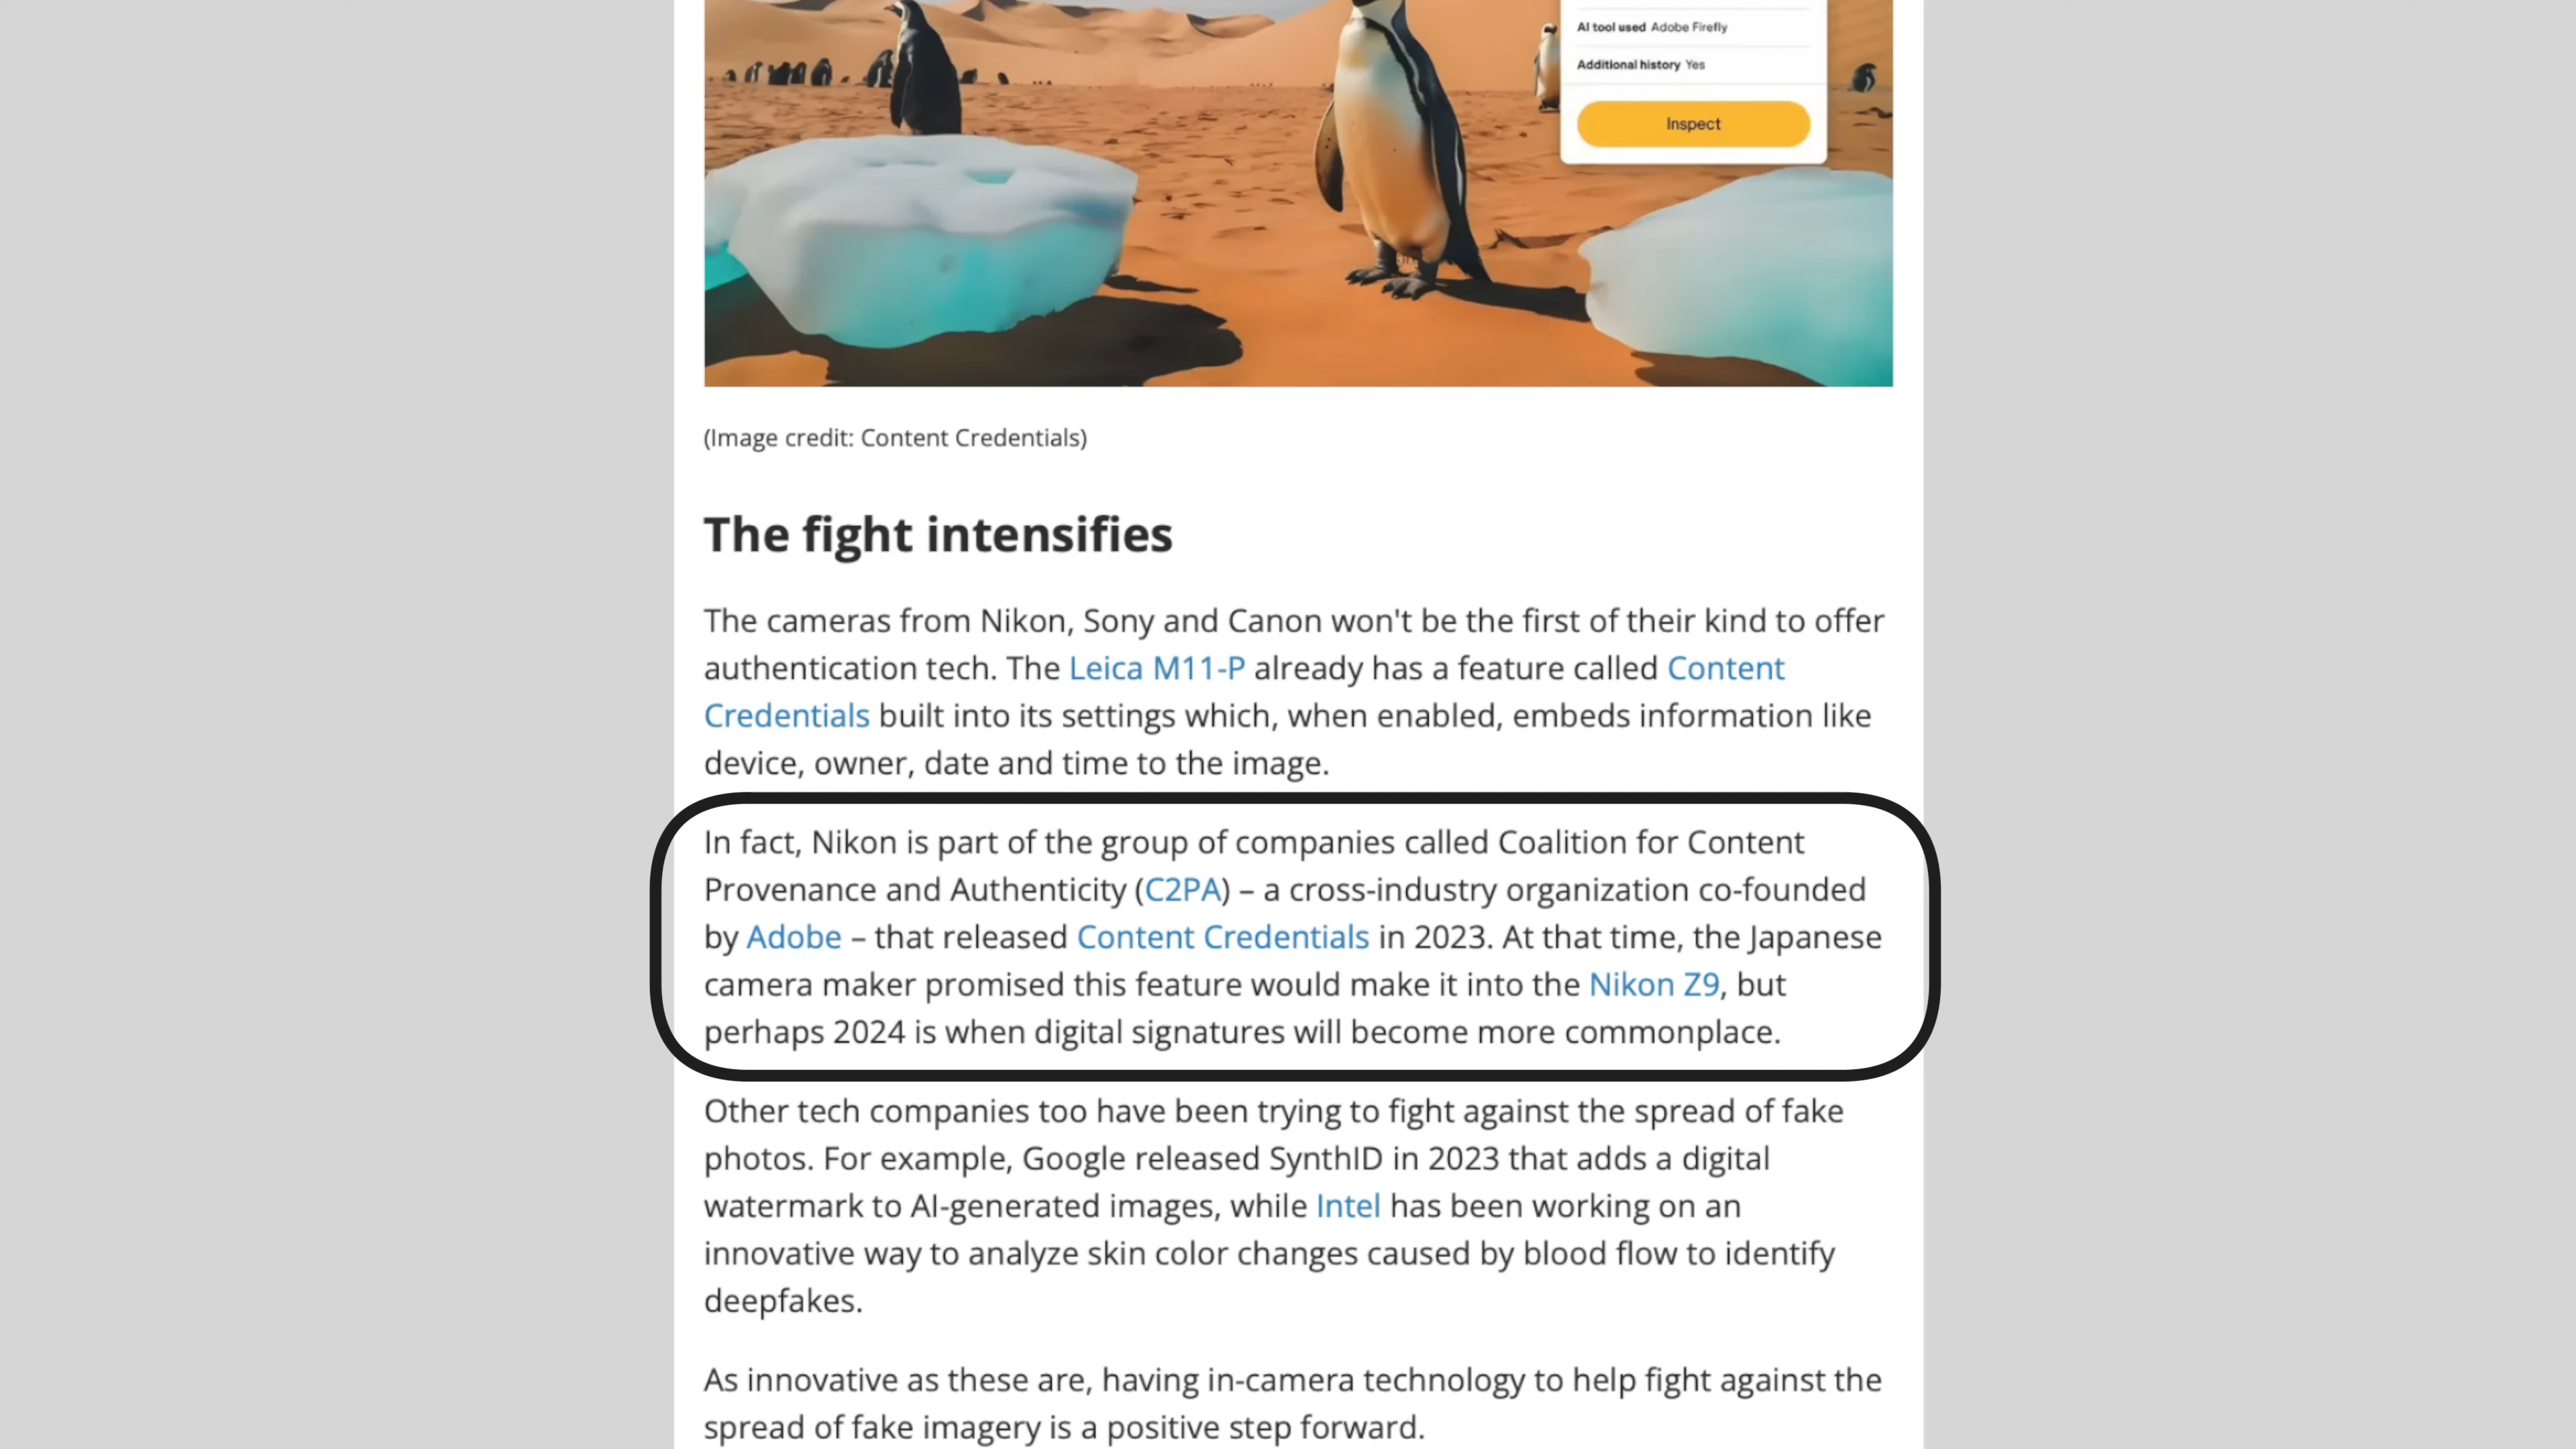 AI tool used Adobe Firefly
Additional history Yes
Inspect
(Image credit: Content Credentials)
The fight intensifies
The cameras from Nikon, Sony and Canon won't be the first of their kind to offer
authentication tech. The Leica M11-P already has a feature called Content
Credentials built into its settings which, when enabled, embeds information like
device, owner, date and time to the image.
In fact, Nikon is part of the group of companies called Coalition for Content
Provenance and Authenticity (C2PA) – a cross-industry organization co-founded
by Adobe – that released Content Credentials in 2023. At that time, the Japanese
camera maker promised this feature would make it into the Nikon Z9, but
perhaps 2024 is when digital signatures will become more commonplace.
Other tech companies too have been trying to fight against the spread of fake
photos. For example, Google released SynthID in 2023 that adds a digital
watermark to AI-generated images, while Intel has been working on an
innovative way to analyze skin color changes caused by blood flow to identify
deepfakes.
As innovative as these are, having in-camera technology to help fight against the
spread of fake imagery is a positive step forward.